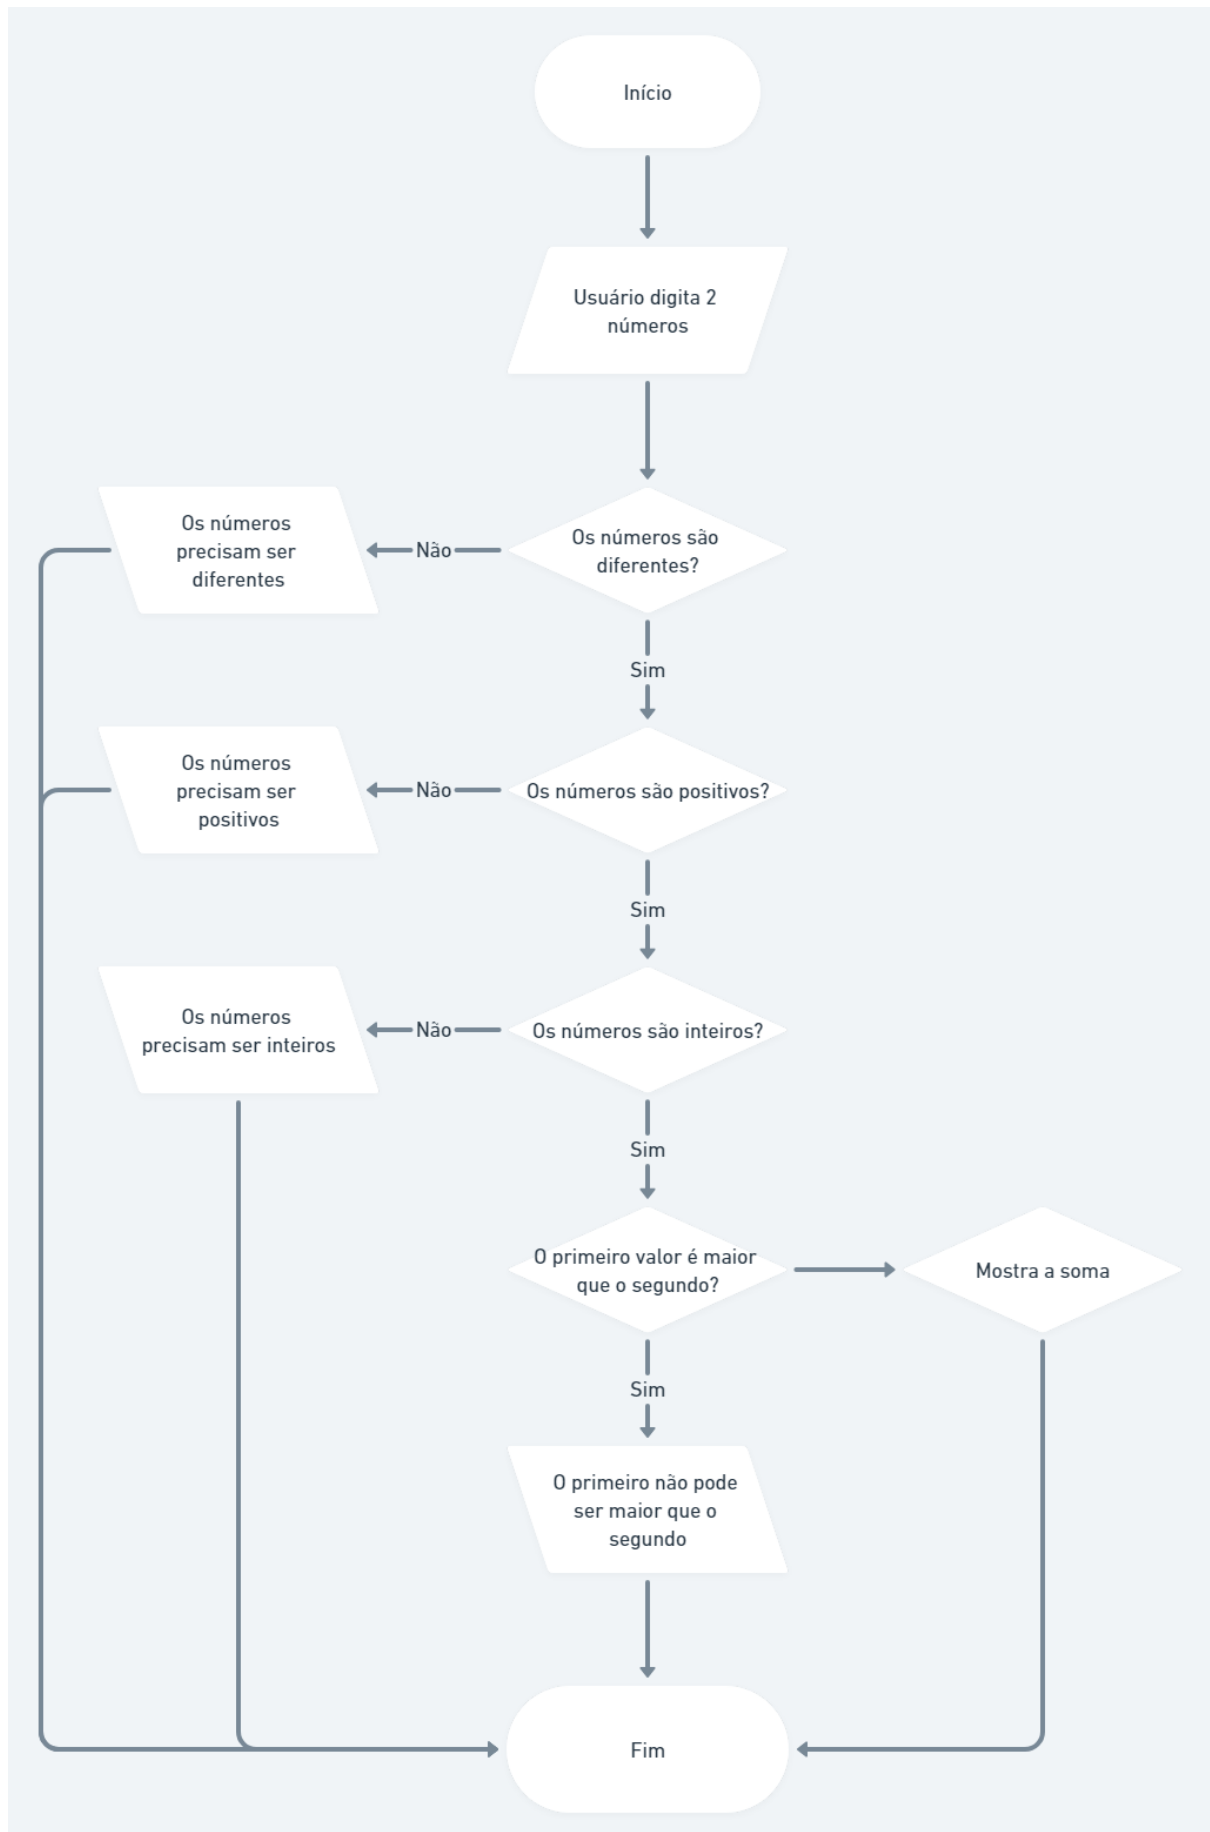 Início
Usuário digita 2
números
Os números
precisam ser
diferentes
Não
Os números são
diferentes?
Sim
Os números
precisam ser
positivos
Não
Os números são positivos?
Sim
Os números
precisam ser inteiros
Não
Os números são inteiros?
Sim
O primeiro valor é maior
que o segundo?
Mostra a soma
Sim
O primeiro não pode
ser maior que o
segundo
Fim